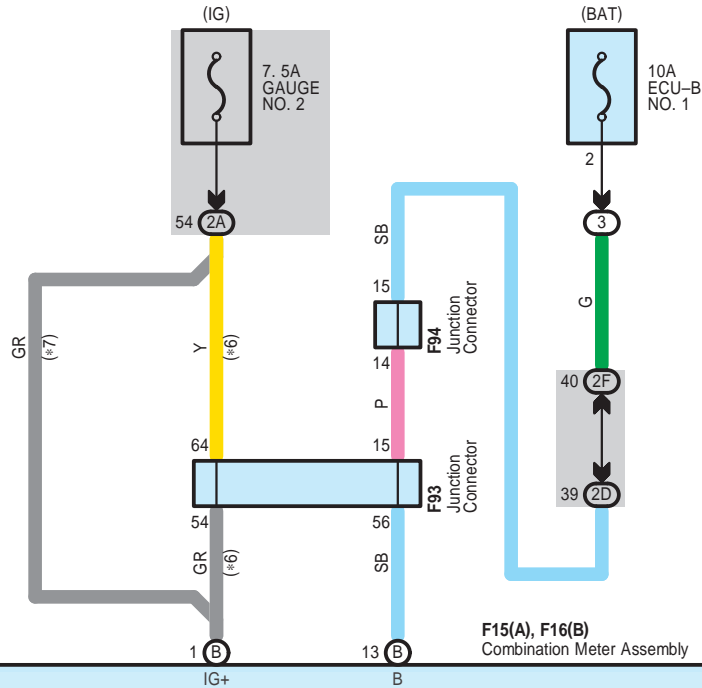 (IG)
(BAT)
7. 5A
GAUGE
NO. 2
10A
ECU–B
NO. 1
2
54
2A
3
SB
15
G
GR
(*7)
Y
(*6)
F94
Junction
Connector
14
40
2F
P
64
15
F93
Junction
Connector
39
2D
54
56
GR
(*6)
SB
F15(A), F16(B)
Combination Meter Assembly
1
B
13
B
IG+
B